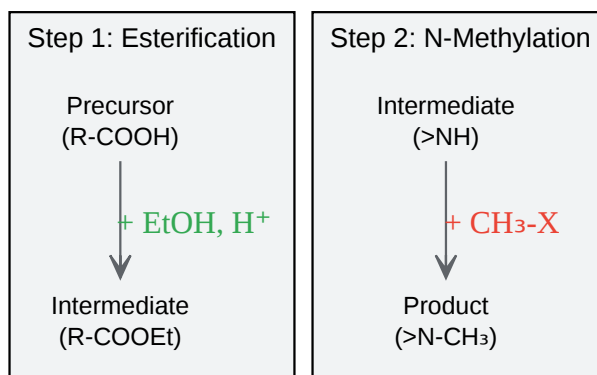 Step 1: Esterification
Precursor
(R-COOH)
+ EtOH, H⁺
Intermediate
(R-COOEt)
Step 2: N-Methylation
Intermediate
(>NH)
+ CH₃-X
Product
(>N-CH₃)